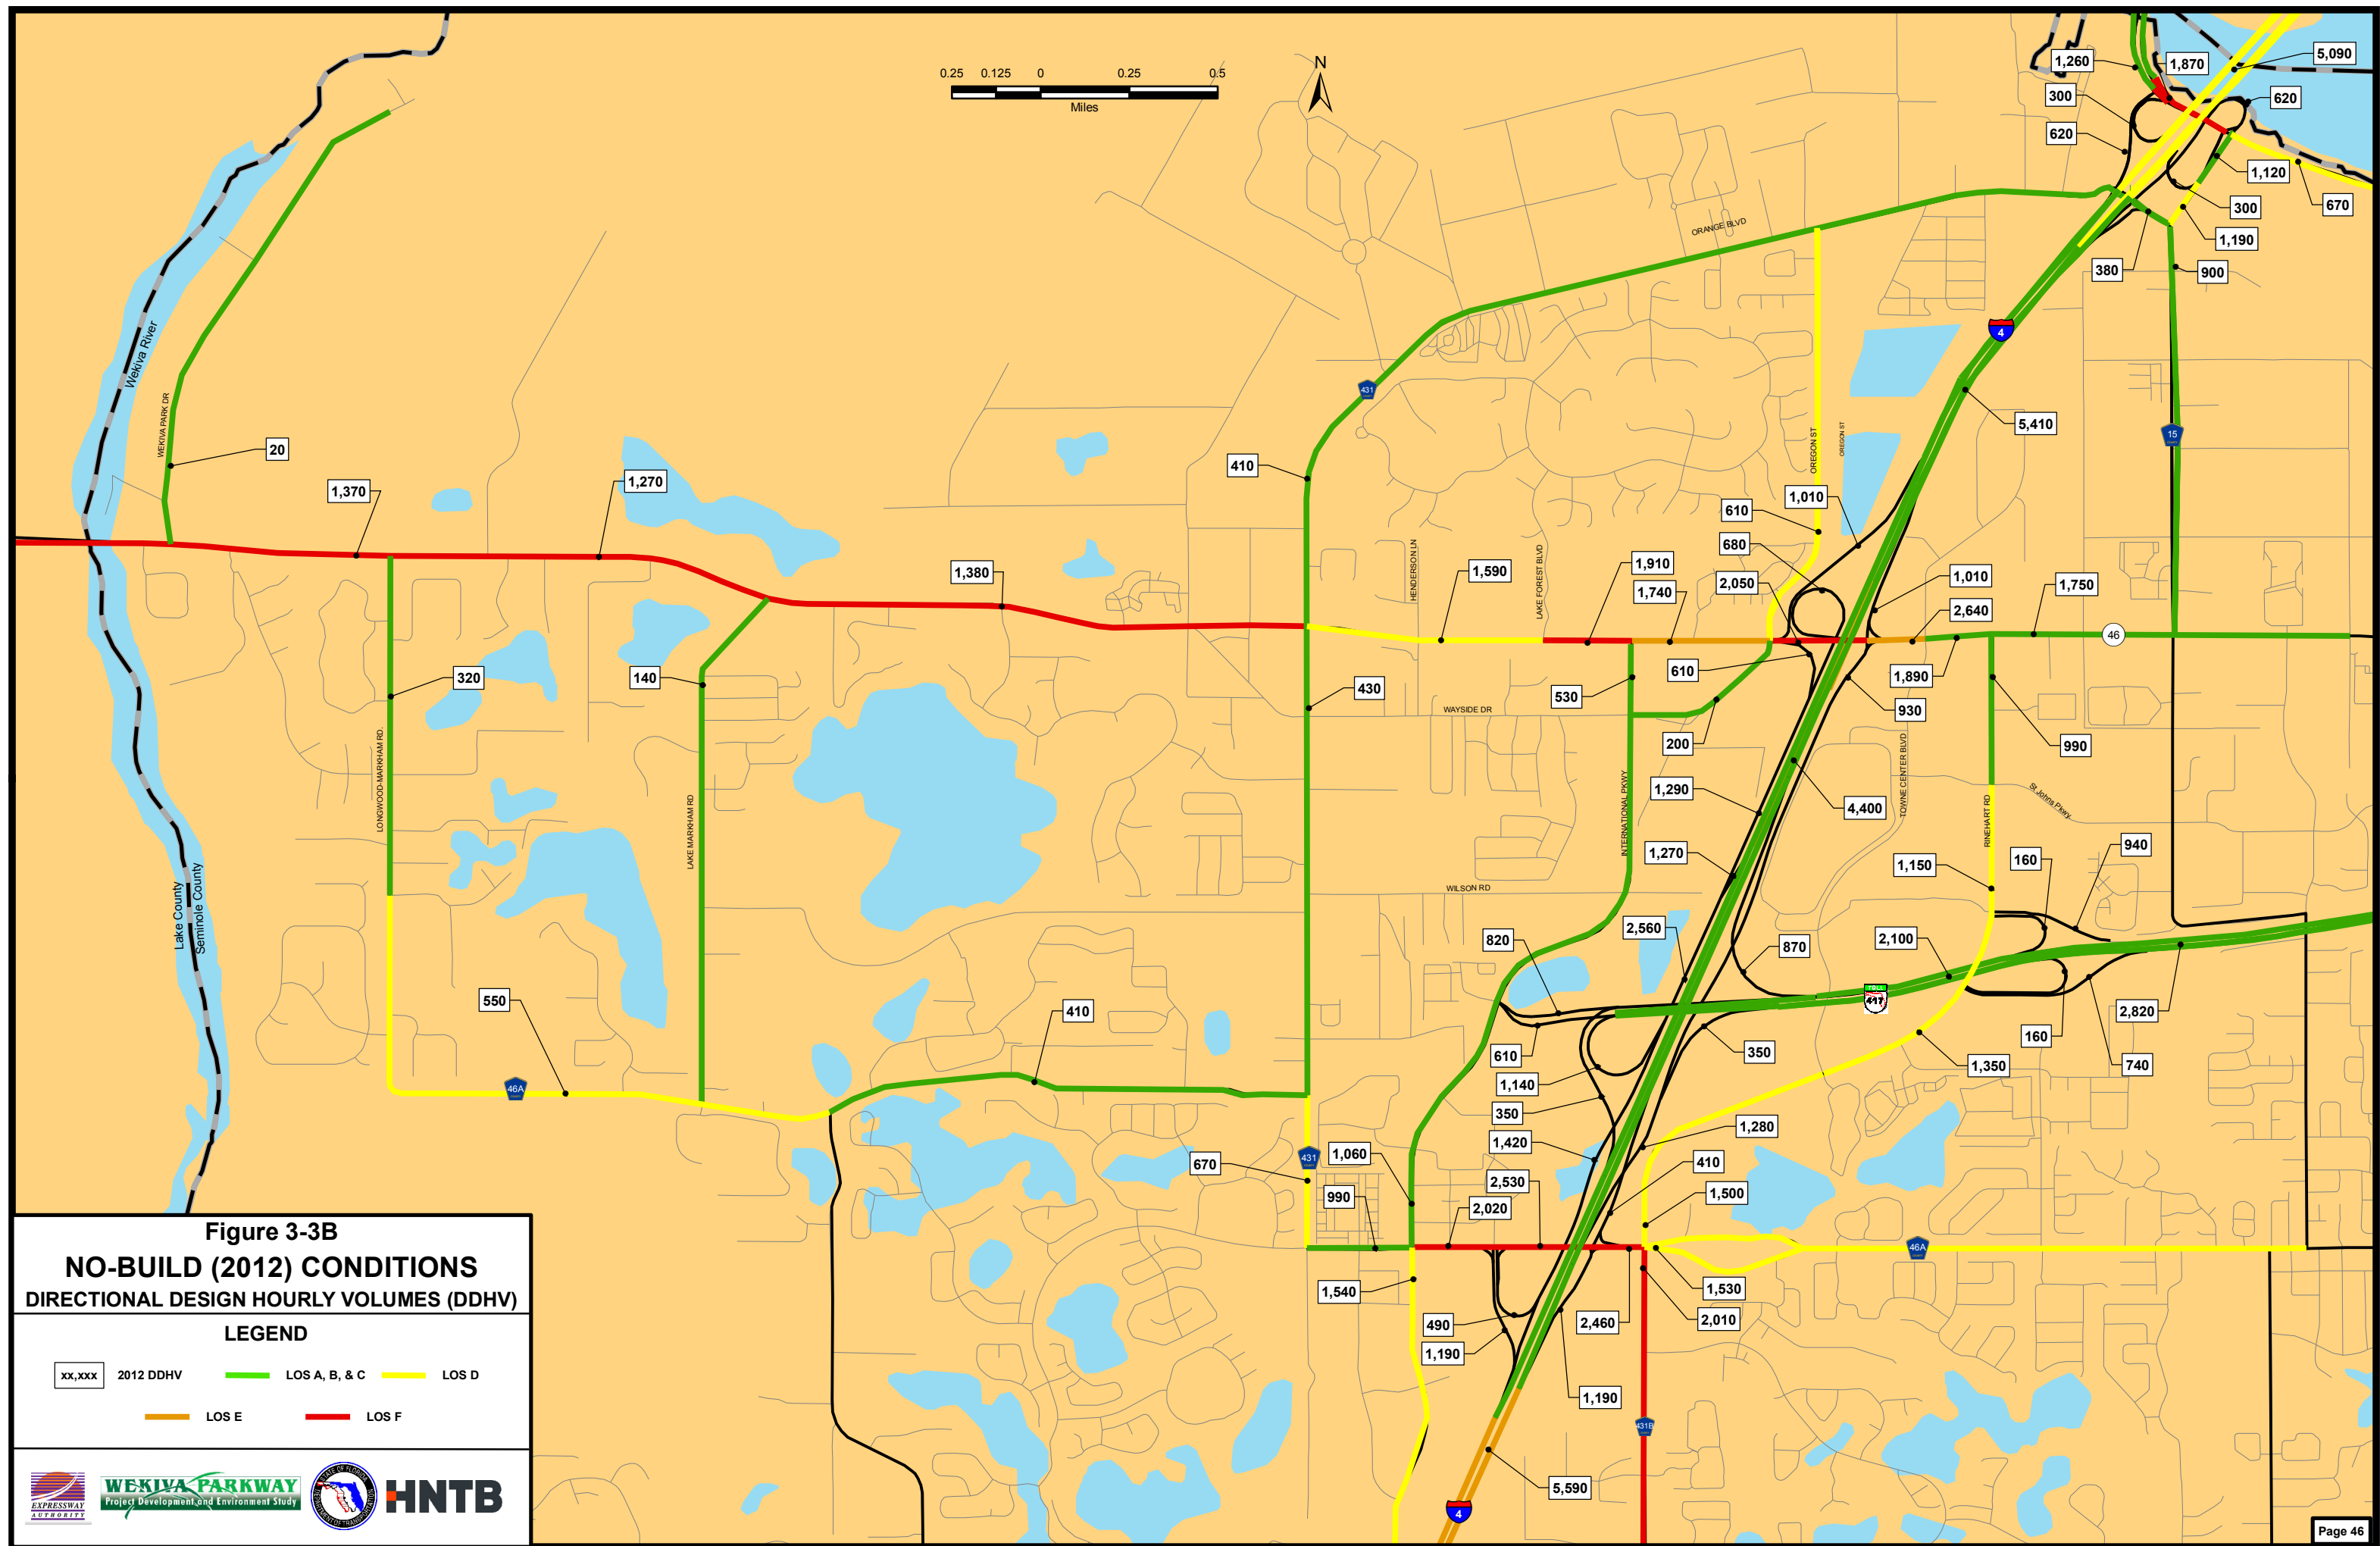 0.25 0.125 0 0.25 0.5
Miles
N
1,260
1,870
5,090
300
620
620
1,120
670
300
1,190
380
900
ORANGE BLVD
4
Wekiva River
WEKIVA PARK DR
431
5,410
15
20
410
OREGON ST
OREGON ST
1,370
1,270
1,010
610
680
1,380
HENDERSON LN
1,590
LAKE FOREST BLVD
1,910
1,740
2,050
1,010
2,640
1,750
46
320
140
430
530
610
1,890
930
WAYSIDE DR
200
990
LONGWOOD-MARKHAM RD.
LAKE MARKHAM RD
INTERNATIONAL PKWY
1,290
4,400
TOWNE CENTER BLVD
RINEHART RD
St Johns Pkwy
1,270
1,150
160
940
WILSON RD
Lake County
Seminole County
820
2,560
870
2,100
TOLL
417
550
410
610
350
160
2,820
1,140
1,350
740
46A
350
1,420
1,280
431
670
1,060
410
990
2,530
2,020
1,500
46A
1,540
1,530
490
2,460
2,010
1,190
1,190
431B
5,590
4
Figure 3-3B
NO-BUILD (2012) CONDITIONS
DIRECTIONAL DESIGN HOURLY VOLUMES (DDHV)
LEGEND
xx,xxx 2012 DDHV LOS A, B, & C LOS D
LOS E LOS F
EXPRESSWAY
AUTHORITY
WEKIVA PARKWAY
Project Development and Environment Study
HNTB
Page 46